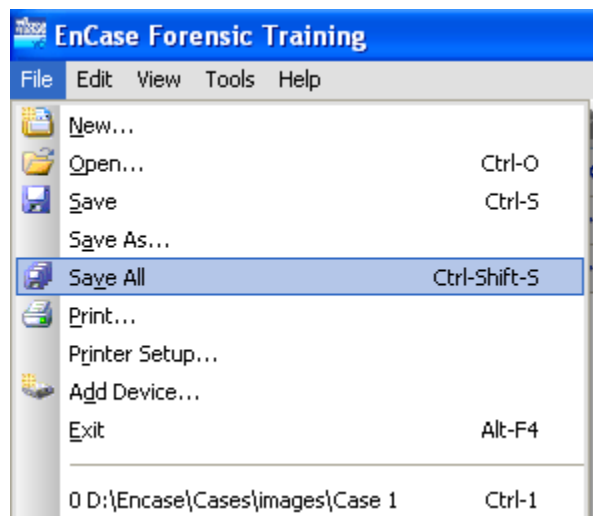 EnCase Forensic Training
File Edit View Tools Help
New...
Open... Ctrl-O
Save Ctrl-S
Save As...
Save All Ctrl-Shift-S
Print...
Printer Setup...
Add Device...
Exit Alt-F4
0 D:\Encase\Cases\images\Case 1 Ctrl-1